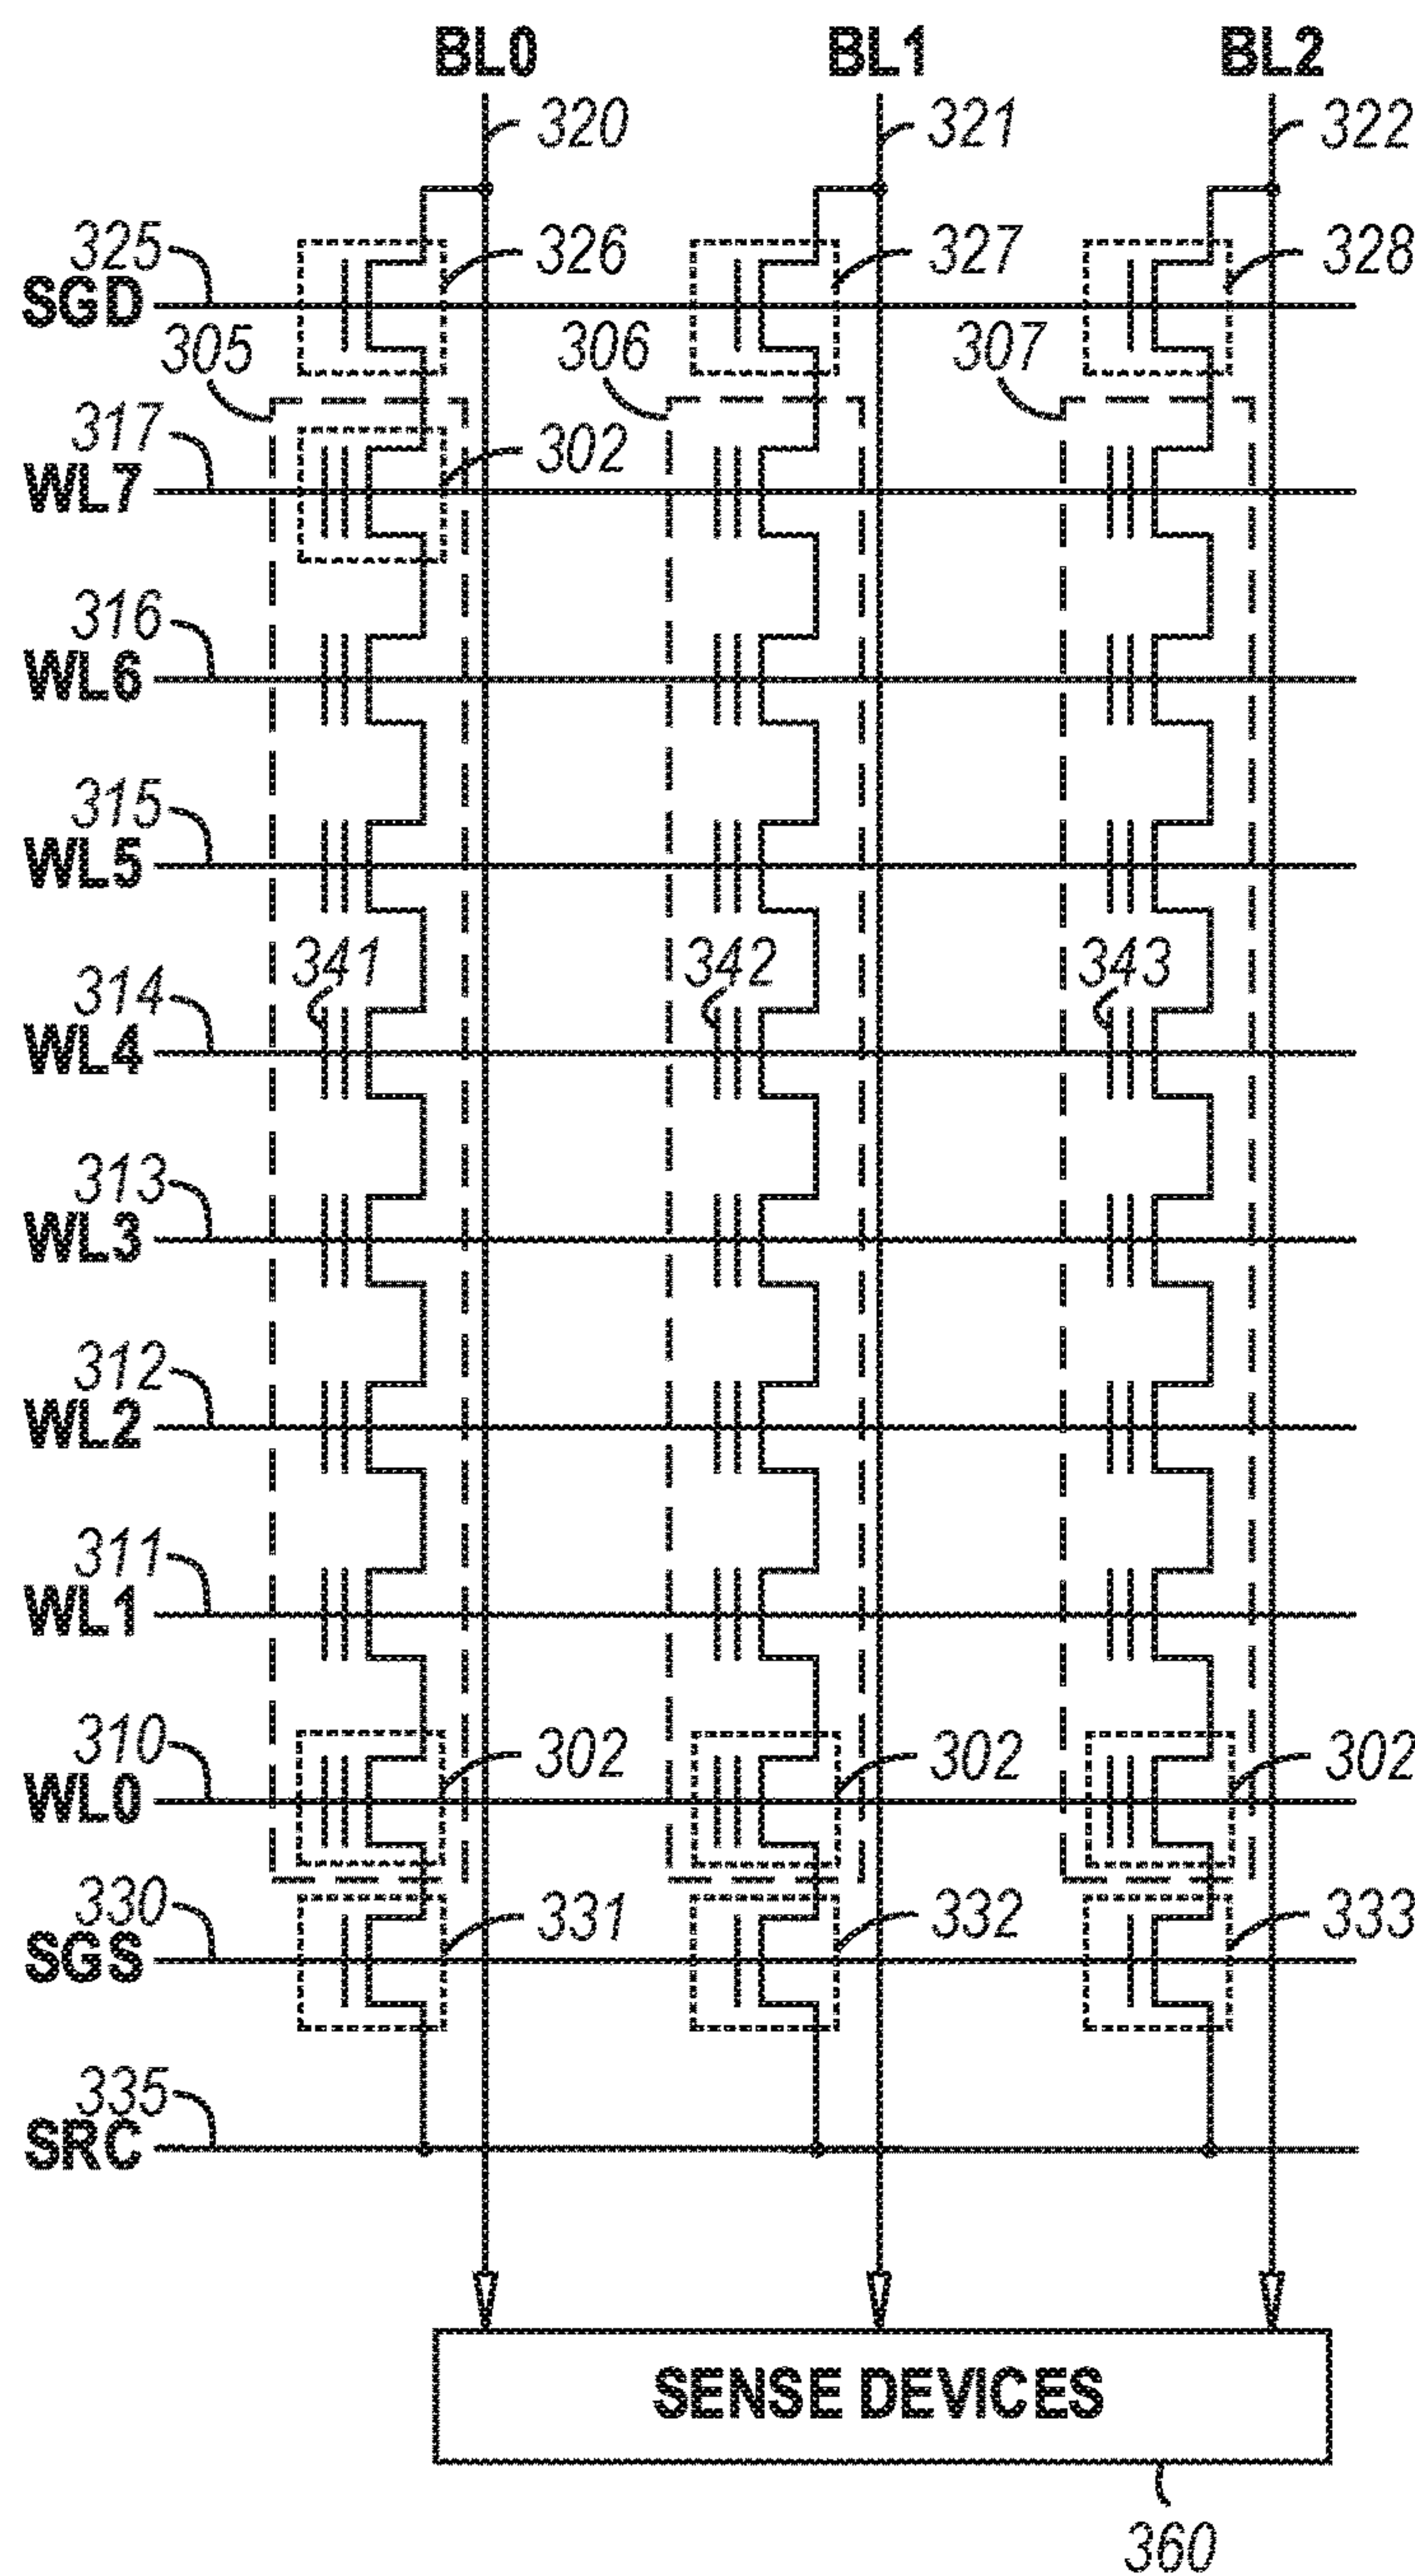 BL0 BL1 BL2
320 321 322
325 326 327 328
SGD
305 306 307
317 302
WL7
316
WL6
315
WL5
341 342 343
314
WL4
313
WL3
312
WL2
311
WL1
310 302 302 302
WL0
330 331 332 333
SGS
335
SRC
SENSE DEVICES
360